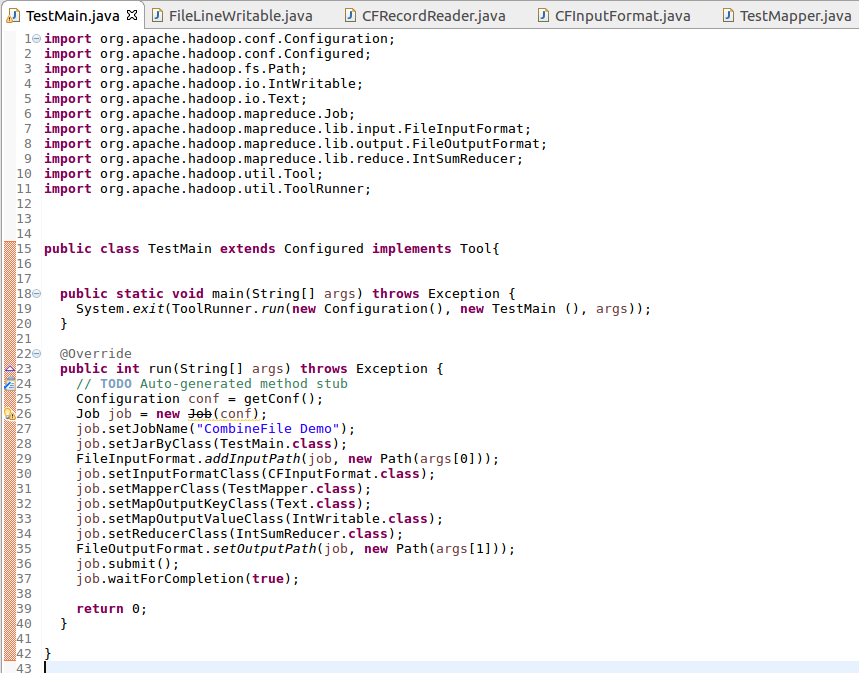 TestMain.java FileLineWritable.java CFRecordReader.java CFInputFormat.java TestMapper.java
1 import org.apache.hadoop.conf.Configuration;
2 import org.apache.hadoop.conf.Configured;
3 import org.apache.hadoop.fs.Path;
4 import org.apache.hadoop.io.IntWritable;
5 import org.apache.hadoop.io.Text;
6 import org.apache.hadoop.mapreduce.Job;
7 import org.apache.hadoop.mapreduce.lib.input.FileInputFormat;
8 import org.apache.hadoop.mapreduce.lib.output.FileOutputFormat;
9 import org.apache.hadoop.mapreduce.lib.reduce.IntSumReducer;
10 import org.apache.hadoop.util.Tool;
11 import org.apache.hadoop.util.ToolRunner;
12
13
14
15 public class TestMain extends Configured implements Tool{
16
17
18 public static void main(String[] args) throws Exception {
19 System.exit(ToolRunner.run(new Configuration(), new TestMain (), args));
20 }
21
22 @Override
23 public int run(String[] args) throws Exception {
24 // TODO Auto-generated method stub
25 Configuration conf = getConf();
26 Job job = new Job(conf);
27 job.setJobName("CombineFile Demo");
28 job.setJarByClass(TestMain.class);
29 FileInputFormat.addInputPath(job, new Path(args[0]));
30 job.setInputFormatClass(CFInputFormat.class);
31 job.setMapperClass(TestMapper.class);
32 job.setMapOutputKeyClass(Text.class);
33 job.setMapOutputValueClass(IntWritable.class);
34 job.setReducerClass(IntSumReducer.class);
35 FileOutputFormat.setOutputPath(job, new Path(args[1]));
36 job.submit();
37 job.waitForCompletion(true);
38
39 return 0;
40 }
41
42 }
43